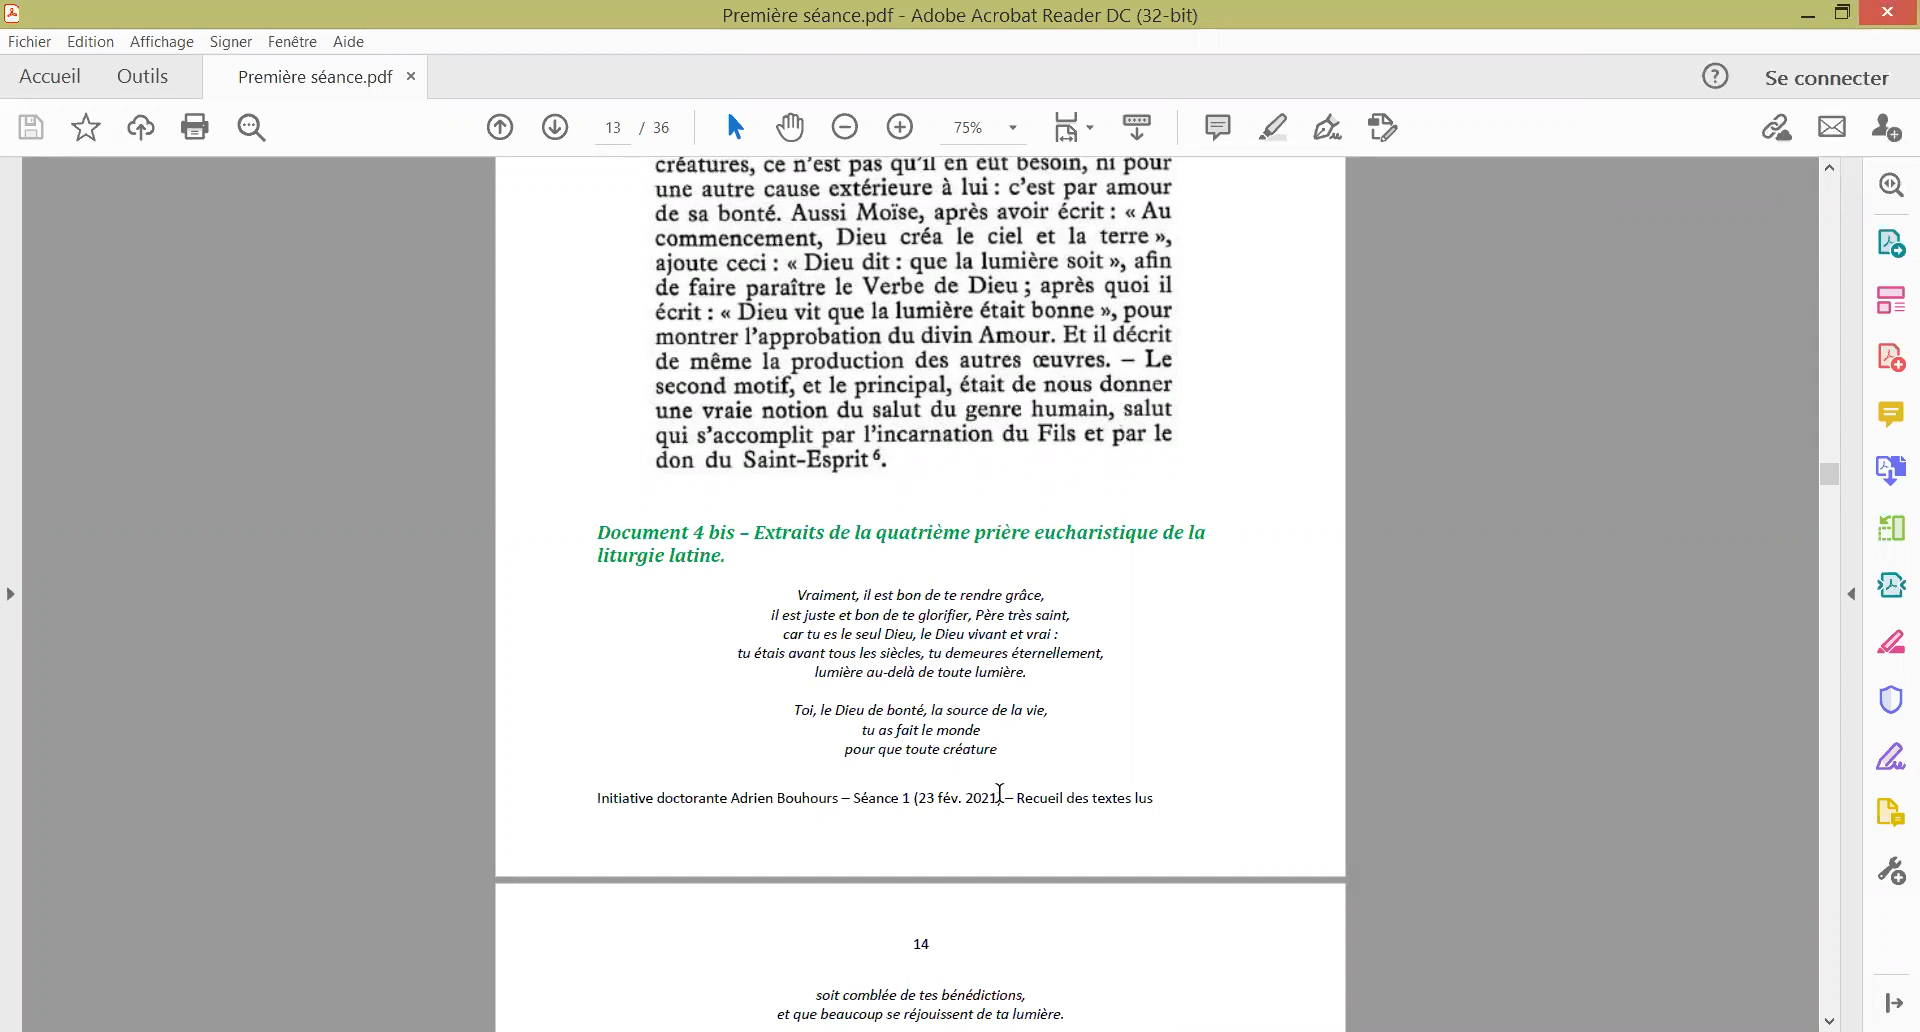 Première séance.pdf - Adobe Acrobat Reader DC (32-bit)
Fichier Edition Affichage Signer Fenêtre Aide
Accueil Outils Première séance.pdf × Se connecter
13 / 36 75%
créatures, ce n'est pas qu'il en eût besoin, ni pour
une autre cause extérieure à lui : c'est par amour
de sa bonté. Aussi Moïse, après avoir écrit : « Au
commencement, Dieu créa le ciel et la terre »,
ajoute ceci : « Dieu dit : que la lumière soit », afin
de faire paraître le Verbe de Dieu ; après quoi il
écrit : « Dieu vit que la lumière était bonne », pour
montrer l'approbation du divin Amour. Et il décrit
de même la production des autres œuvres. – Le
second motif, et le principal, était de nous donner
une vraie notion du salut du genre humain, salut
qui s'accomplit par l'incarnation du Fils et par le
don du Saint-Esprit⁶.
Document 4 bis – Extraits de la quatrième prière eucharistique de la
liturgie latine.
Vraiment, il est bon de te rendre grâce,
il est juste et bon de te glorifier, Père très saint,
car tu es le seul Dieu, le Dieu vivant et vrai :
tu étais avant tous les siècles, tu demeures éternellement,
lumière au-delà de toute lumière.
Toi, le Dieu de bonté, la source de la vie,
tu as fait le monde
pour que toute créature
Initiative doctorante Adrien Bouhours – Séance 1 (23 fév. 2021) – Recueil des textes lus
14
soit comblée de tes bénédictions,
et que beaucoup se réjouissent de ta lumière.